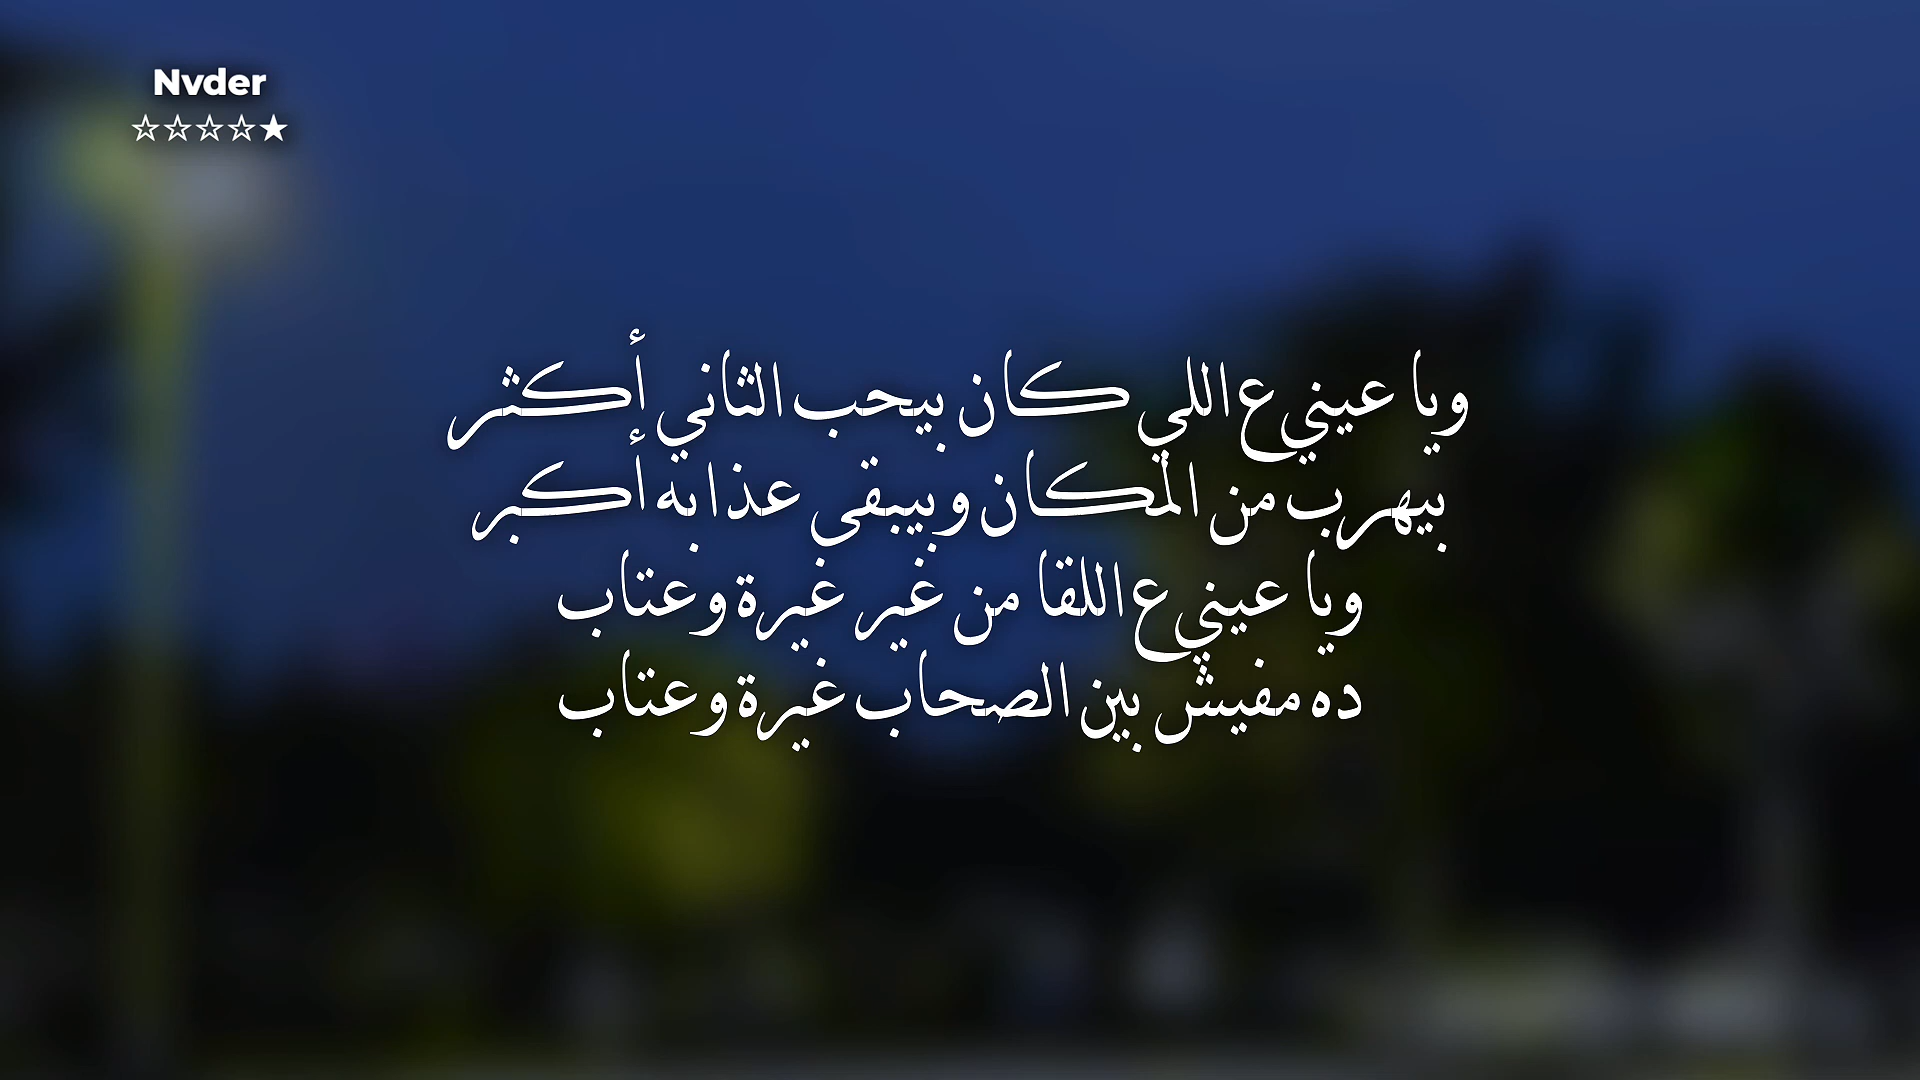 Nvder
☆☆☆☆★
ويا عيني ع اللي كان بيحب الثاني أكثر
بيهرب من المكان وبيبقى عذابه أكبر
ويا عيني ع اللقا من غير غيرة وعتاب
ده مفيش بين الصحاب غيرة وعتاب